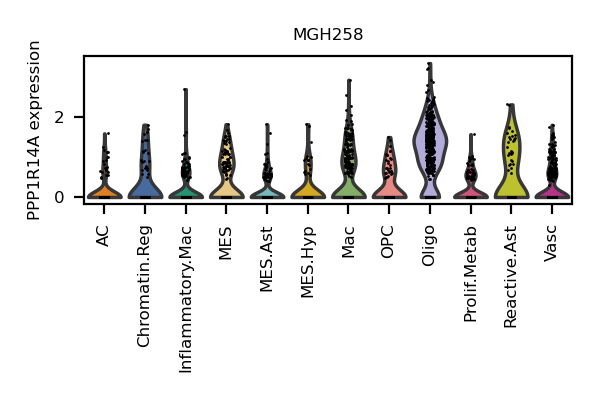 MGH258
PPP1R14A expression
2
0
AC
Chromatin.Reg
Inflammatory.Mac
MES
MES.Ast
MES.Hyp
Mac
OPC
Oligo
Prolif.Metab
Reactive.Ast
Vasc